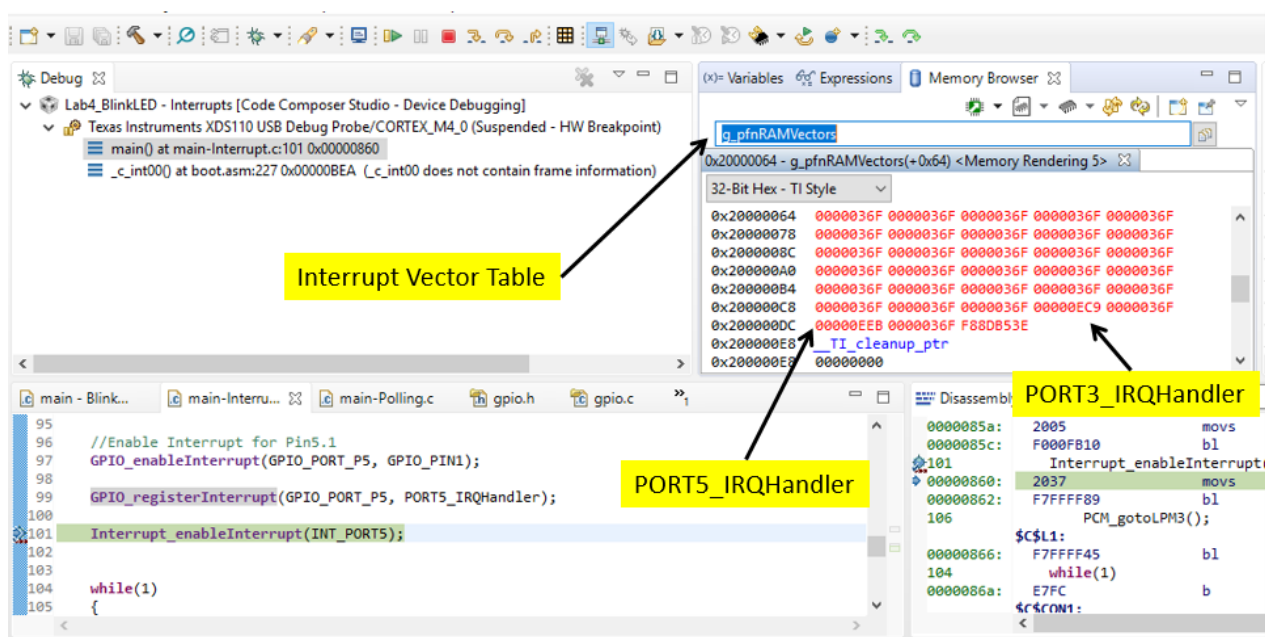 Debug
(x)= Variables Expressions Memory Browser
Lab4_BlinkLED - Interrupts [Code Composer Studio - Device Debugging]
Texas Instruments XDS110 USB Debug Probe/CORTEX_M4_0 (Suspended - HW Breakpoint)
main() at main-Interrupt.c:101 0x00000860
_c_int00() at boot.asm:227 0x00000BEA (_c_int00 does not contain frame information)
g_pfnRAMVectors
0x20000064 - g_pfnRAMVectors(+0x64) <Memory Rendering 5>
32-Bit Hex - TI Style
0x20000064 0000036F 0000036F 0000036F 0000036F 0000036F
0x20000078 0000036F 0000036F 0000036F 0000036F 0000036F
0x2000008C 0000036F 0000036F 0000036F 0000036F 0000036F
0x200000A0 0000036F 0000036F 0000036F 0000036F 0000036F
0x200000B4 0000036F 0000036F 0000036F 0000036F 0000036F
0x200000C8 0000036F 0000036F 0000036F 00000EC9 0000036F
0x200000DC 00000EEB 0000036F F88DB53E
0x200000E8 __TI_cleanup_ptr
0x200000E8 00000000
Interrupt Vector Table
PORT3_IRQHandler
PORT5_IRQHandler
main - Blink... main-Interru... main-Polling.c gpio.h gpio.c »1
95
96 //Enable Interrupt for Pin5.1
97 GPIO_enableInterrupt(GPIO_PORT_P5, GPIO_PIN1);
98
99 GPIO_registerInterrupt(GPIO_PORT_P5, PORT5_IRQHandler);
100
101 Interrupt_enableInterrupt(INT_PORT5);
102
103
104 while(1)
105 {
Disassembl
0000085a: 2005 movs
0000085c: F000FB10 bl
101 Interrupt_enableInterrupt(
00000860: 2037 movs
00000862: F7FFFF89 bl
106 PCM_gotoLPM3();
$C$L1:
00000866: F7FFFF45 bl
104 while(1)
0000086a: E7FC b
$C$CON1: